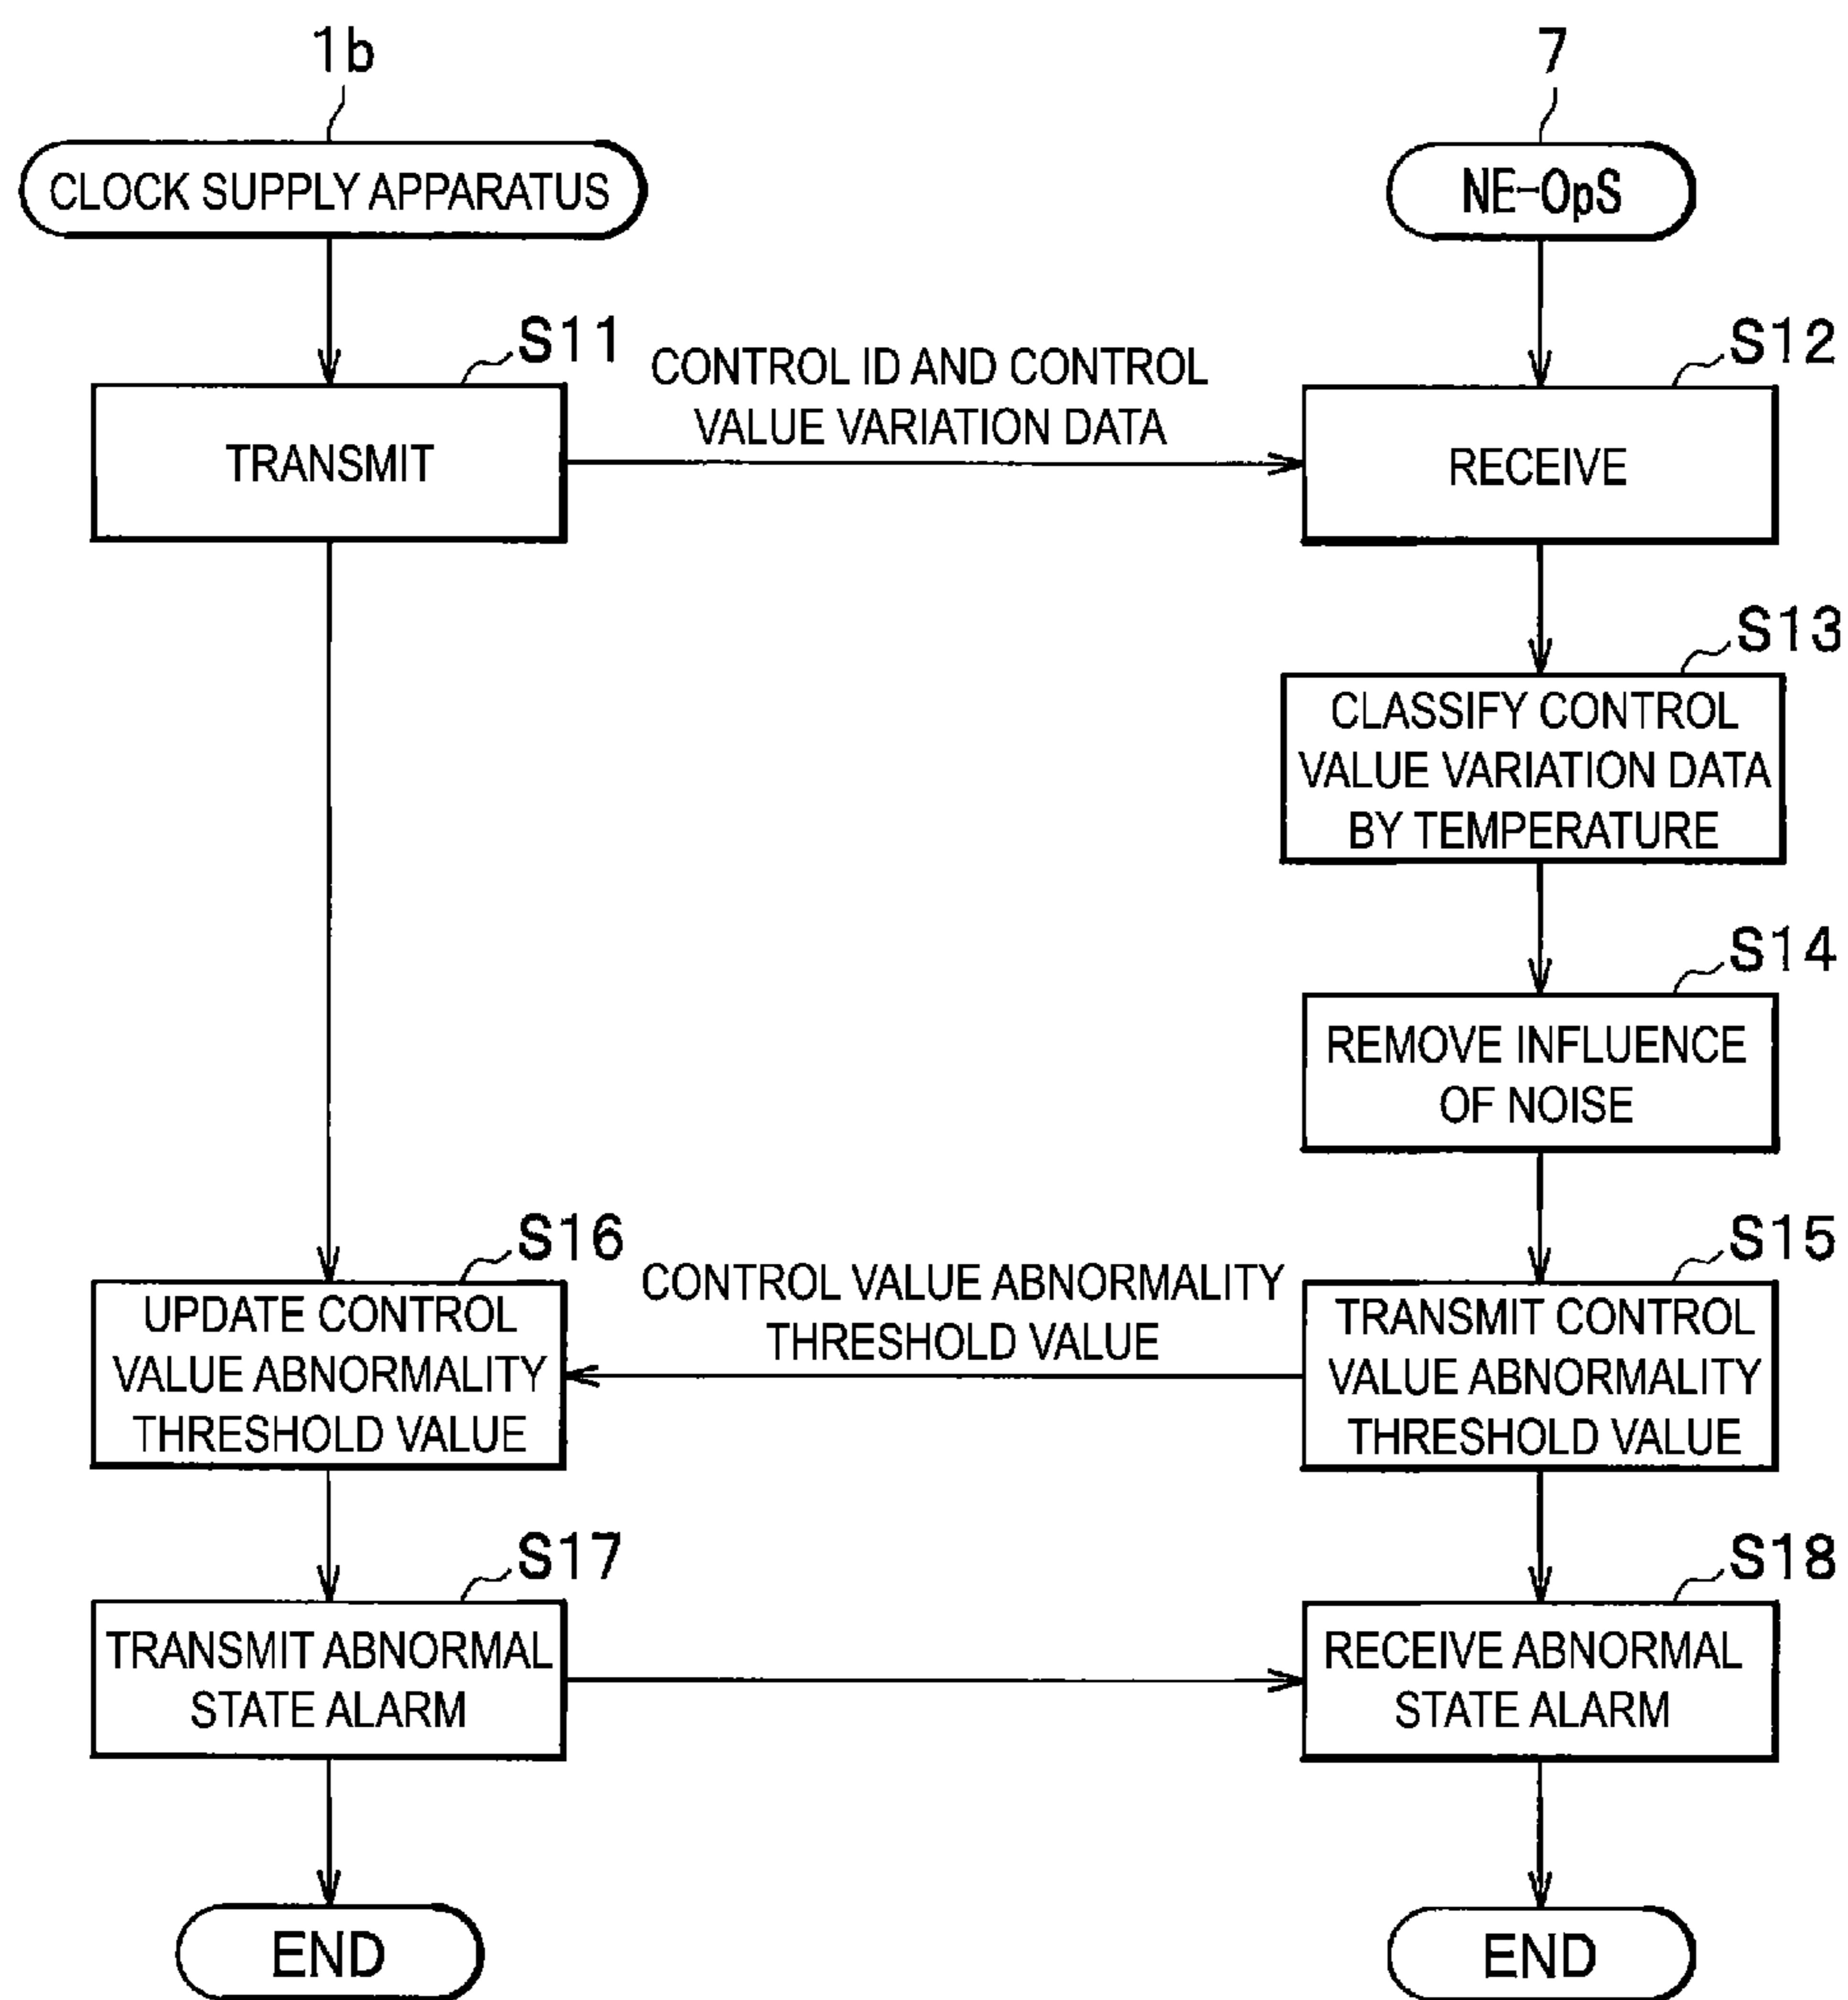 1b
7
CLOCK SUPPLY APPARATUS
NE-OpS
S11
CONTROL ID AND CONTROL
VALUE VARIATION DATA
S12
TRANSMIT
RECEIVE
S13
CLASSIFY CONTROL
VALUE VARIATION DATA
BY TEMPERATURE
S14
REMOVE INFLUENCE
OF NOISE
S16
CONTROL VALUE ABNORMALITY
THRESHOLD VALUE
S15
UPDATE CONTROL
VALUE ABNORMALITY
THRESHOLD VALUE
TRANSMIT CONTROL
VALUE ABNORMALITY
THRESHOLD VALUE
S17
S18
TRANSMIT ABNORMAL
STATE ALARM
RECEIVE ABNORMAL
STATE ALARM
END
END